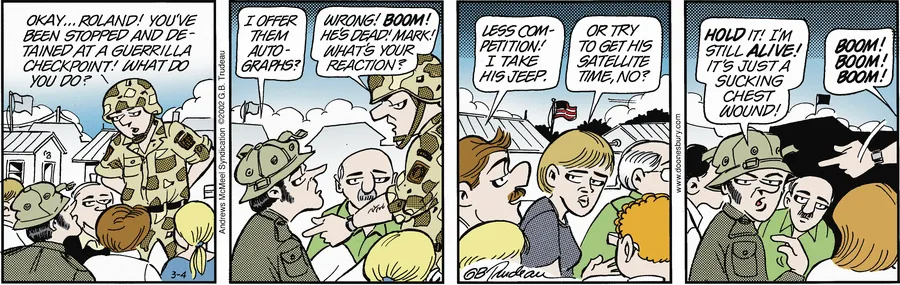 OKAY... ROLAND! YOU'VE
BEEN STOPPED AND DE-
TAINED AT A GUERRILLA
CHECKPOINT! WHAT DO
YOU DO?
3-4
Andrews McMeel Syndication ©2002 G.B. Trudeau
I OFFER
THEM
AUTO-
GRAPHS?
WRONG! BOOM!
HE'S DEAD! MARK!
WHAT'S YOUR
REACTION?
LESS COM-
PETITION!
I TAKE
HIS JEEP.
OR TRY
TO GET HIS
SATELLITE
TIME, NO?
GBTrudeau
www.doonesbury.com
HOLD IT! I'M
STILL ALIVE!
IT'S JUST A
SUCKING
CHEST
WOUND!
BOOM!
BOOM!
BOOM!